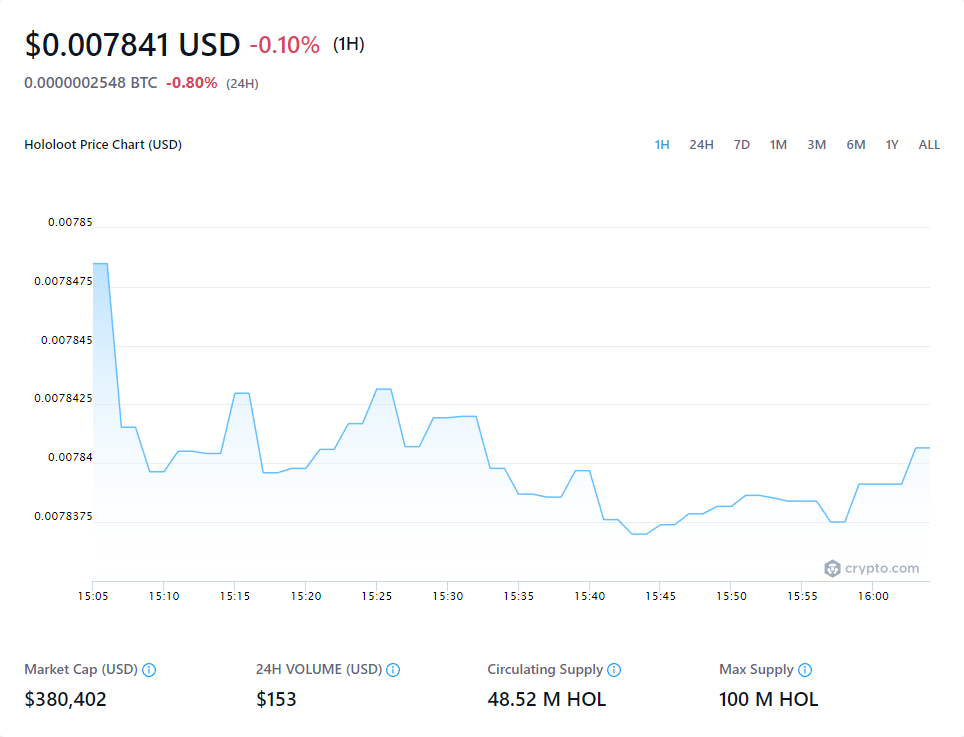 $0.007841 USD -0.10% (1H)
0.0000002548 BTC -0.80% (24H)
Hololoot Price Chart (USD) 1H 24H 7D 1M 3M 6M 1Y ALL
0.00785
0.0078475
0.007845
0.0078425
0.00784
0.0078375
crypto.com
15:05 15:10 15:15 15:20 15:25 15:30 15:35 15:40 15:45 15:50 15:55 16:00
Market Cap (USD) 24H VOLUME (USD) Circulating Supply Max Supply
$380,402 $153 48.52 M HOL 100 M HOL